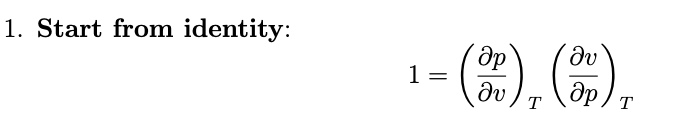 1. Start from identity:
1 = (∂p/∂v)_T (∂v/∂p)_T